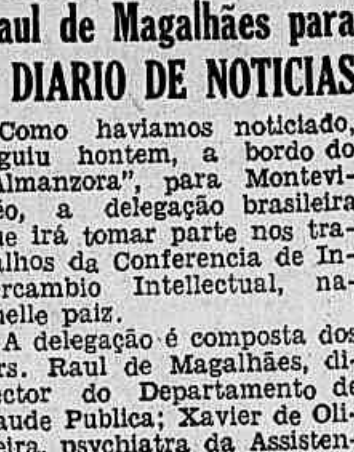 aul de Magalhães para
DIARIO DE NOTICIAS
Como haviamos noticiado,
guiu hontem, a bordo do
Almanzora", para Montevi-
éo, a delegação brasileira
ue irá tomar parte nos tra-
alhos da Conferencia de In-
ercambio Intellectual, na-
uelle paiz.
A delegação é composta dos
rs. Raul de Magalhães, di-
ector do Departamento de
aude Publica; Xavier de Oli-
eira, psychiatra da Assisten-